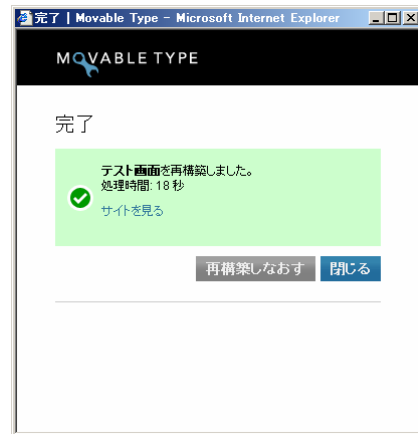 完了 | Movable Type - Microsoft Internet Explorer
MOVABLE TYPE
完了
テスト画面を再構築しました。
処理時間: 18 秒
サイトを見る
再構築しなおす 閉じる